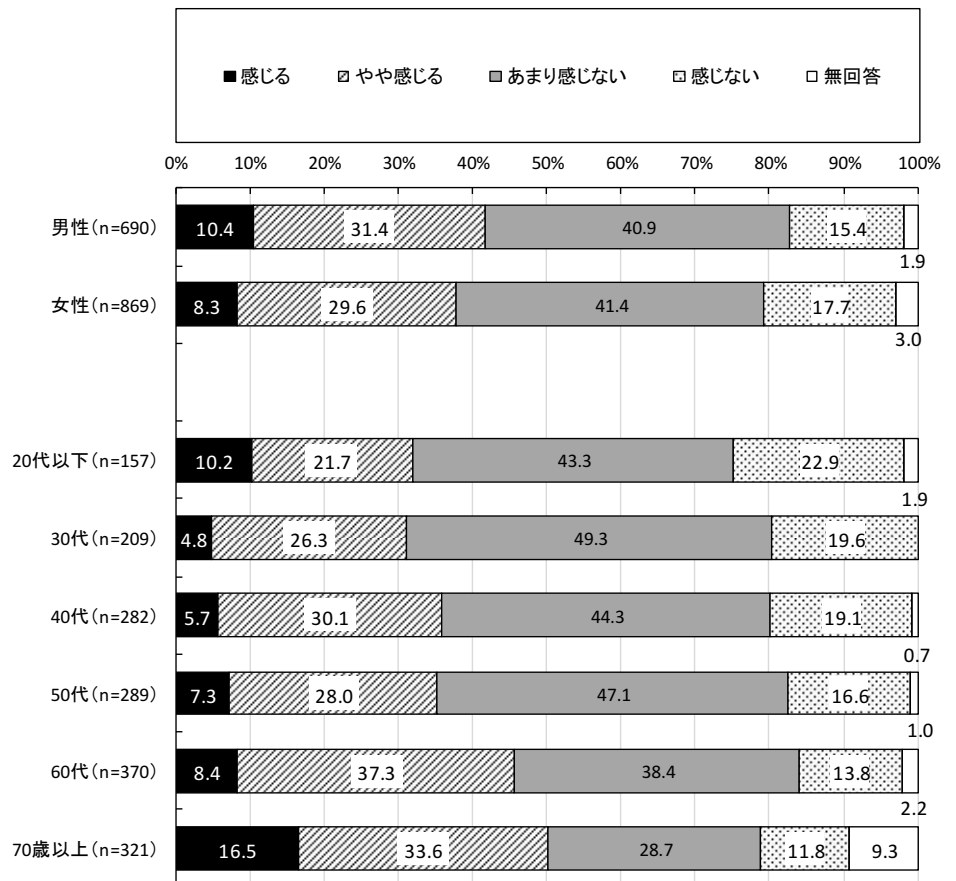 ■感じる ▨やや感じる ■あまり感じない ▨感じない □無回答
0% 10% 20% 30% 40% 50% 60% 70% 80% 90% 100%
男性(n=690) 10.4 31.4 40.9 15.4 1.9
女性(n=869) 8.3 29.6 41.4 17.7 3.0
20代以下(n=157) 10.2 21.7 43.3 22.9 1.9
30代(n=209) 4.8 26.3 49.3 19.6
40代(n=282) 5.7 30.1 44.3 19.1 0.7
50代(n=289) 7.3 28.0 47.1 16.6 1.0
60代(n=370) 8.4 37.3 38.4 13.8 2.2
70歳以上(n=321) 16.5 33.6 28.7 11.8 9.3